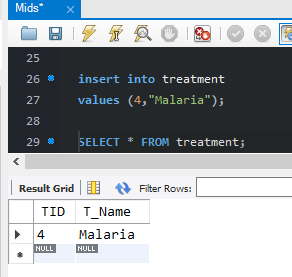 Mids*
25
26 insert into treatment
27 values (4,"Malaria");
28
29 SELECT * FROM treatment;
Result Grid Filter Rows:
TID T_Name
4 Malaria
NULL NULL